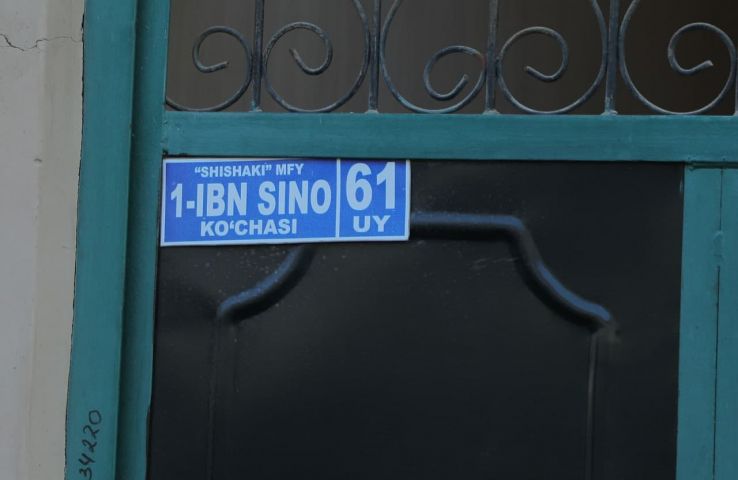 "SHISHAKI" MFY
1-IBN SINO
KO'CHASI
61
UY
34220